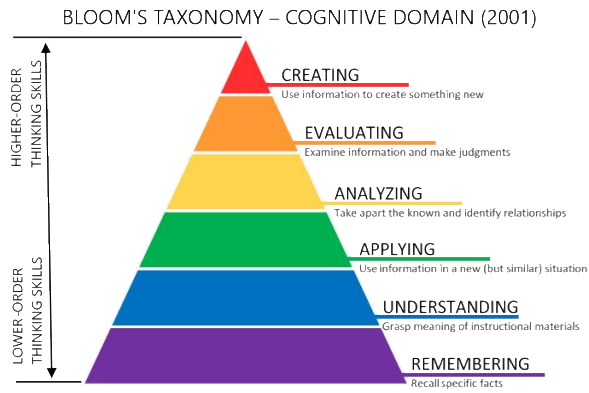 BLOOM'S TAXONOMY – COGNITIVE DOMAIN (2001)
HIGHER-ORDER
THINKING SKILLS
CREATING
Use information to create something new
EVALUATING
Examine information and make judgments
ANALYZING
Take apart the known and identify relationships
APPLYING
Use information in a new (but similar) situation
LOWER-ORDER
THINKING SKILLS
UNDERSTANDING
Grasp meaning of instructional materials
REMEMBERING
Recall specific facts